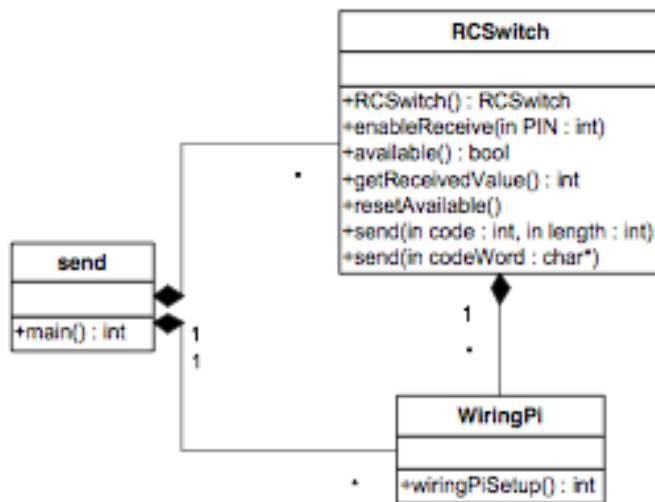 RCSwitch
+RCSwitch() : RCSwitch
+enableReceive(in PIN : int)
+available() : bool
+getReceivedValue() : int
+resetAvailable()
+send(in code : int, in length : int)
+send(in codeWord : char*)
*
send
+main() : int
1
1
1
*
WiringPi
+wiringPiSetup() : int
*